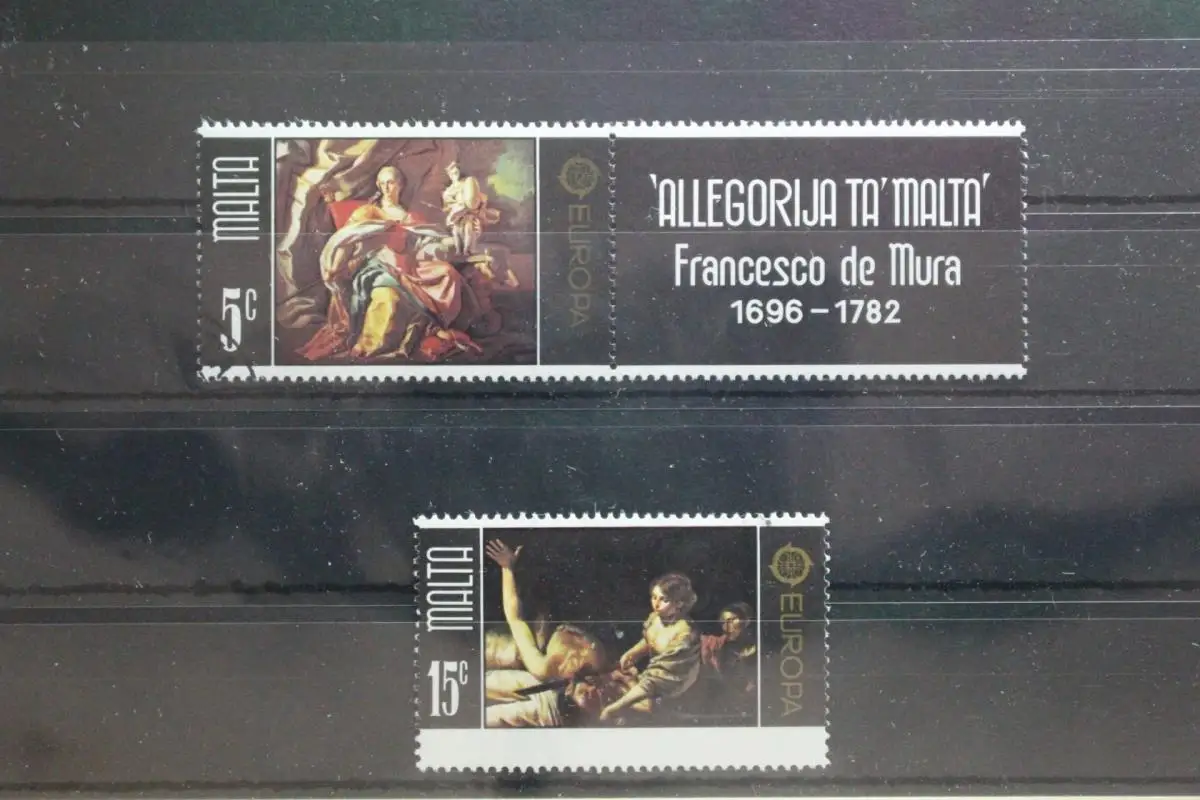 MALTA
5c
EUROPA
'ALLEGORIJA TA' MALTA'
Francesco de Mura
1696 – 1782
MALTA
15c
EUROPA